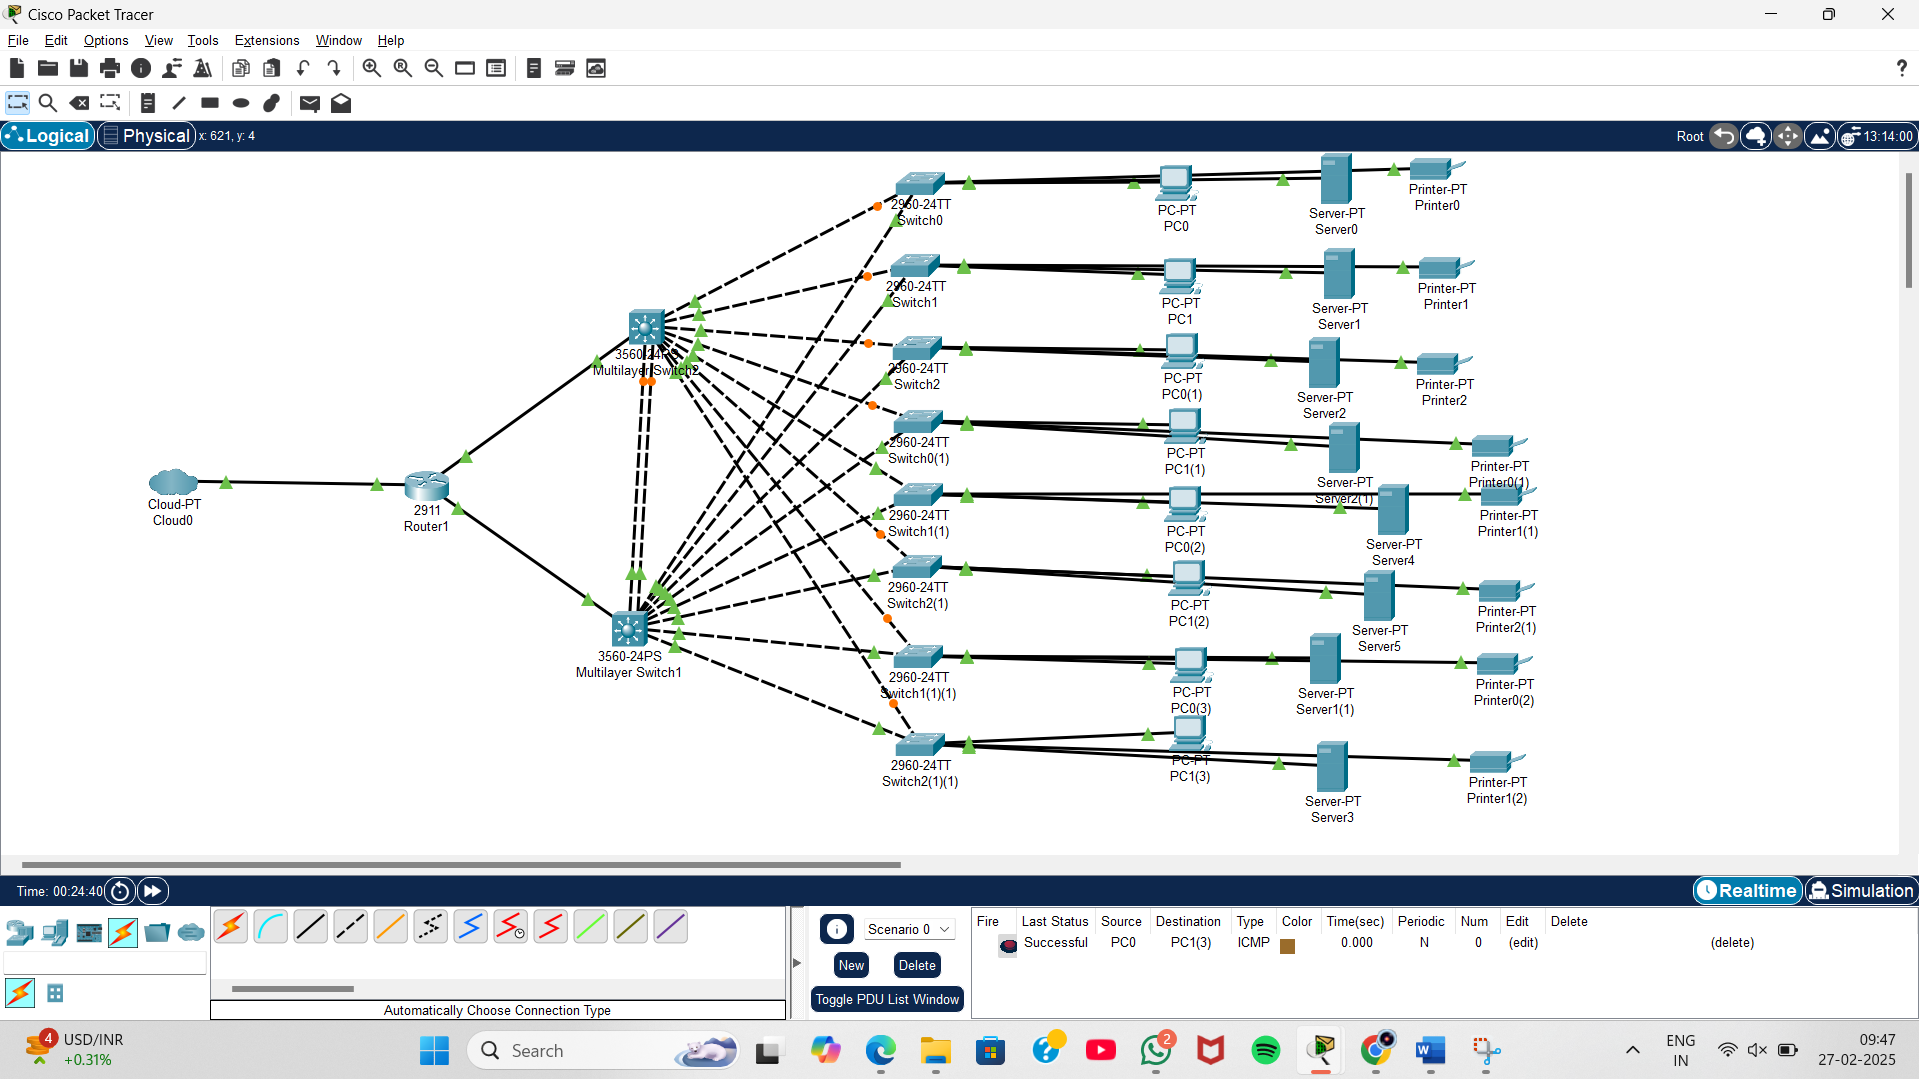 Cisco Packet Tracer
File Edit Options View Tools Extensions Window Help
?
Logical Physical x: 621, y: 4 Root 13:14:00
2960-24TT
Switch0
PC-PT
PC0
Server-PT
Server0
Printer-PT
Printer0
2960-24TT
Switch1
PC-PT
PC1
Server-PT
Server1
Printer-PT
Printer1
3560-24PS
Multilayer Switch2
2960-24TT
Switch2
PC-PT
PC0(1)
Server-PT
Server2
Printer-PT
Printer2
2960-24TT
Switch0(1)
PC-PT
PC1(1)
Server-PT
Server2(1)
Printer-PT
Printer0(1)
Cloud-PT
Cloud0
2911
Router1
2960-24TT
Switch1(1)
PC-PT
PC0(2)
Server-PT
Server4
Printer-PT
Printer1(1)
2960-24TT
Switch2(1)
PC-PT
PC1(2)
Server-PT
Server5
Printer-PT
Printer2(1)
3560-24PS
Multilayer Switch1
2960-24TT
Switch1(1)(1)
PC-PT
PC0(3)
Server-PT
Server1(1)
Printer-PT
Printer0(2)
2960-24TT
Switch2(1)(1)
PC-PT
PC1(3)
Server-PT
Server3
Printer-PT
Printer1(2)
Time: 00:24:40 Realtime Simulation
Scenario 0
New Delete
Toggle PDU List Window
Fire Last Status Source Destination Type Color Time(sec) Periodic Num Edit Delete
Successful PC0 PC1(3) ICMP 0.000 N 0 (edit) (delete)
Automatically Choose Connection Type
4 USD/INR
+0.31%
Search
2
ENG
IN
09:47
27-02-2025